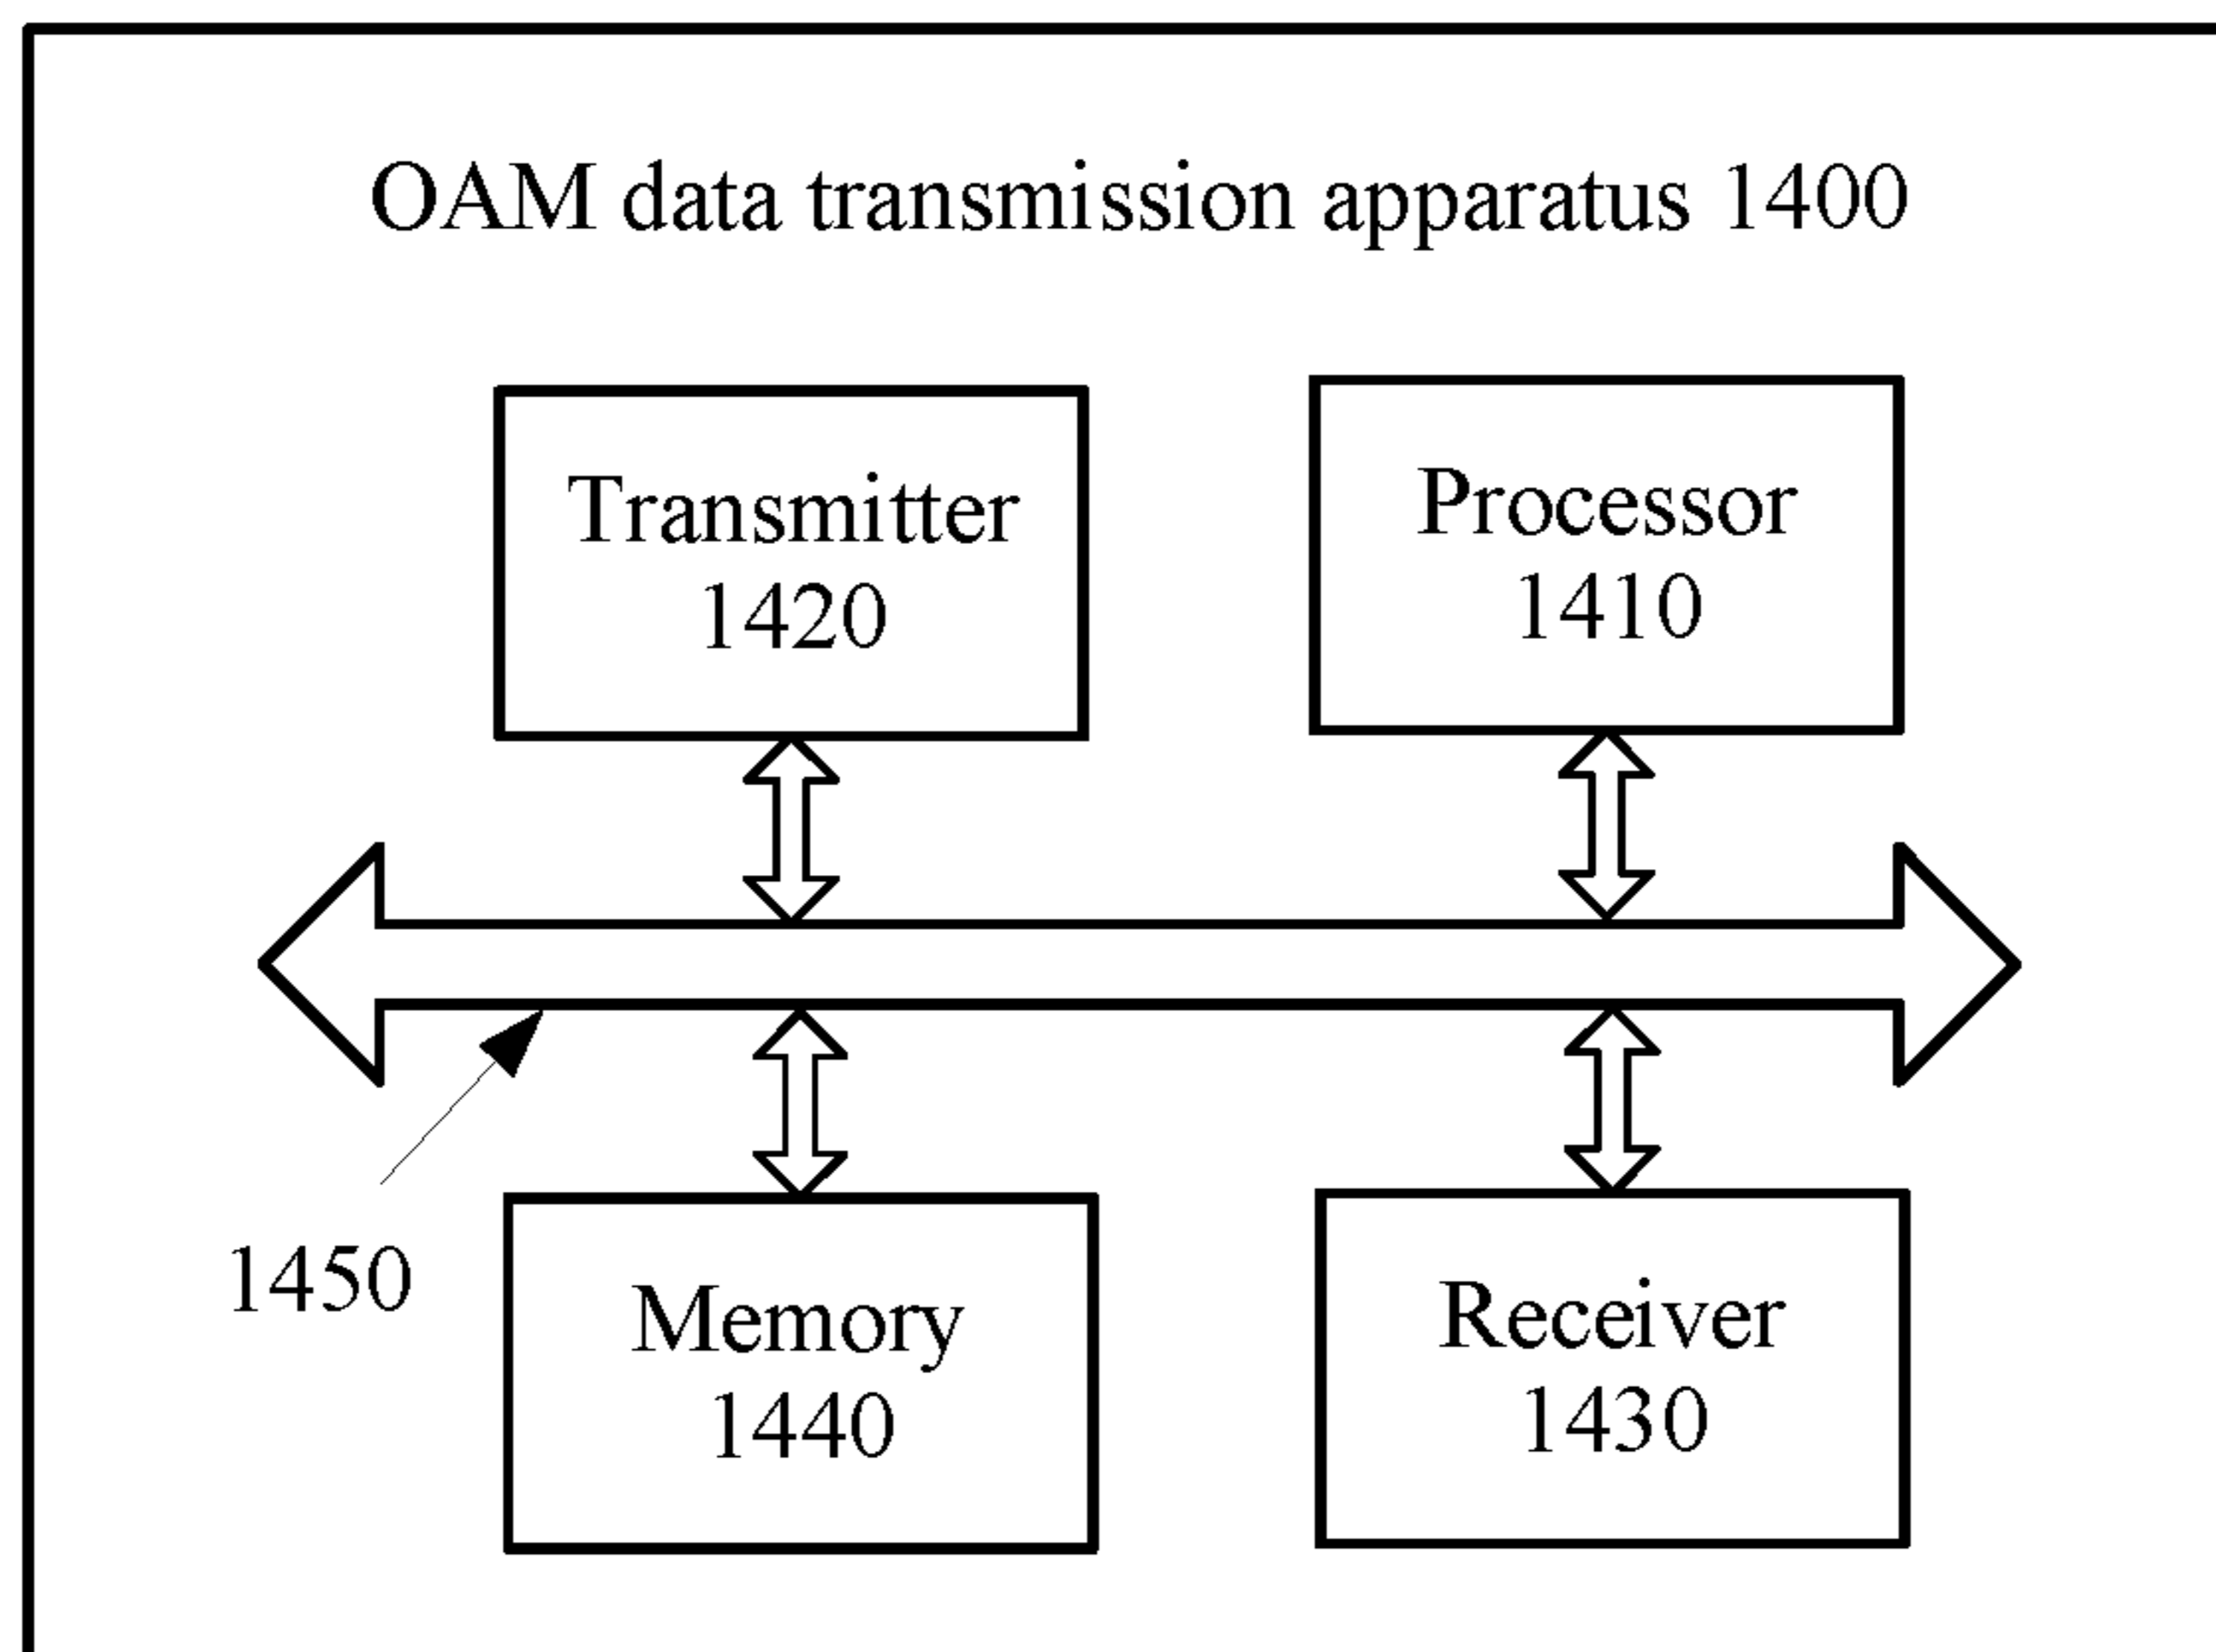 OAM data transmission apparatus 1400
Transmitter
1420
Processor
1410
1450
Memory
1440
Receiver
1430